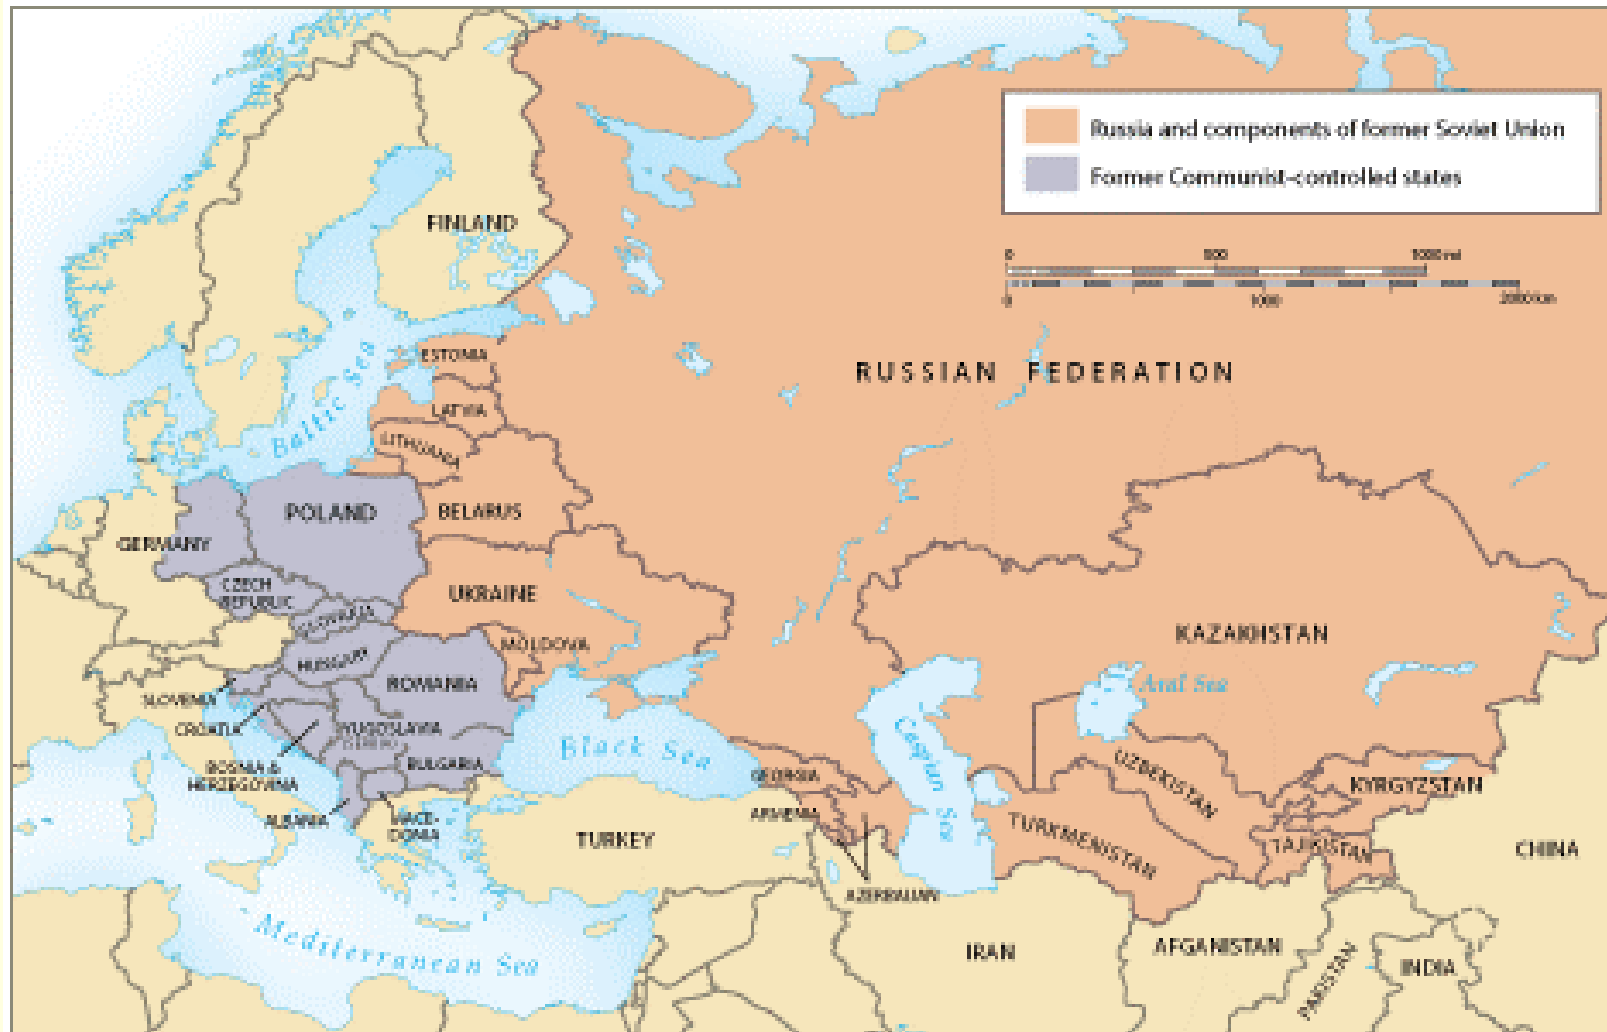 Russia and components of former Soviet Union
Former Communist-controlled states
0 500 1000 mi
0 1000 2000 km
FINLAND
RUSSIAN FEDERATION
ESTONIA
Baltic Sea
LATVIA
LITHUANIA
POLAND
BELARUS
GERMANY
CZECH
REPUBLIC
UKRAINE
SLOVAKIA
KAZAKHSTAN
MOLDOVA
HUNGARY
ROMANIA
SLOVENIA
Aral Sea
CROATIA
YUGOSLAVIA
Black Sea
Caspian Sea
BULGARIA
BOSNIA &
HERZEGOVINA
GEORGIA
UZBEKISTAN
KYRGYZSTAN
ALBANIA
MACE-
DONIA
ARMENIA
TURKEY
TURKMENISTAN
TAJIKISTAN
CHINA
AZERBAIJAN
Mediterranean Sea
IRAN
AFGANISTAN
PAKISTAN
INDIA